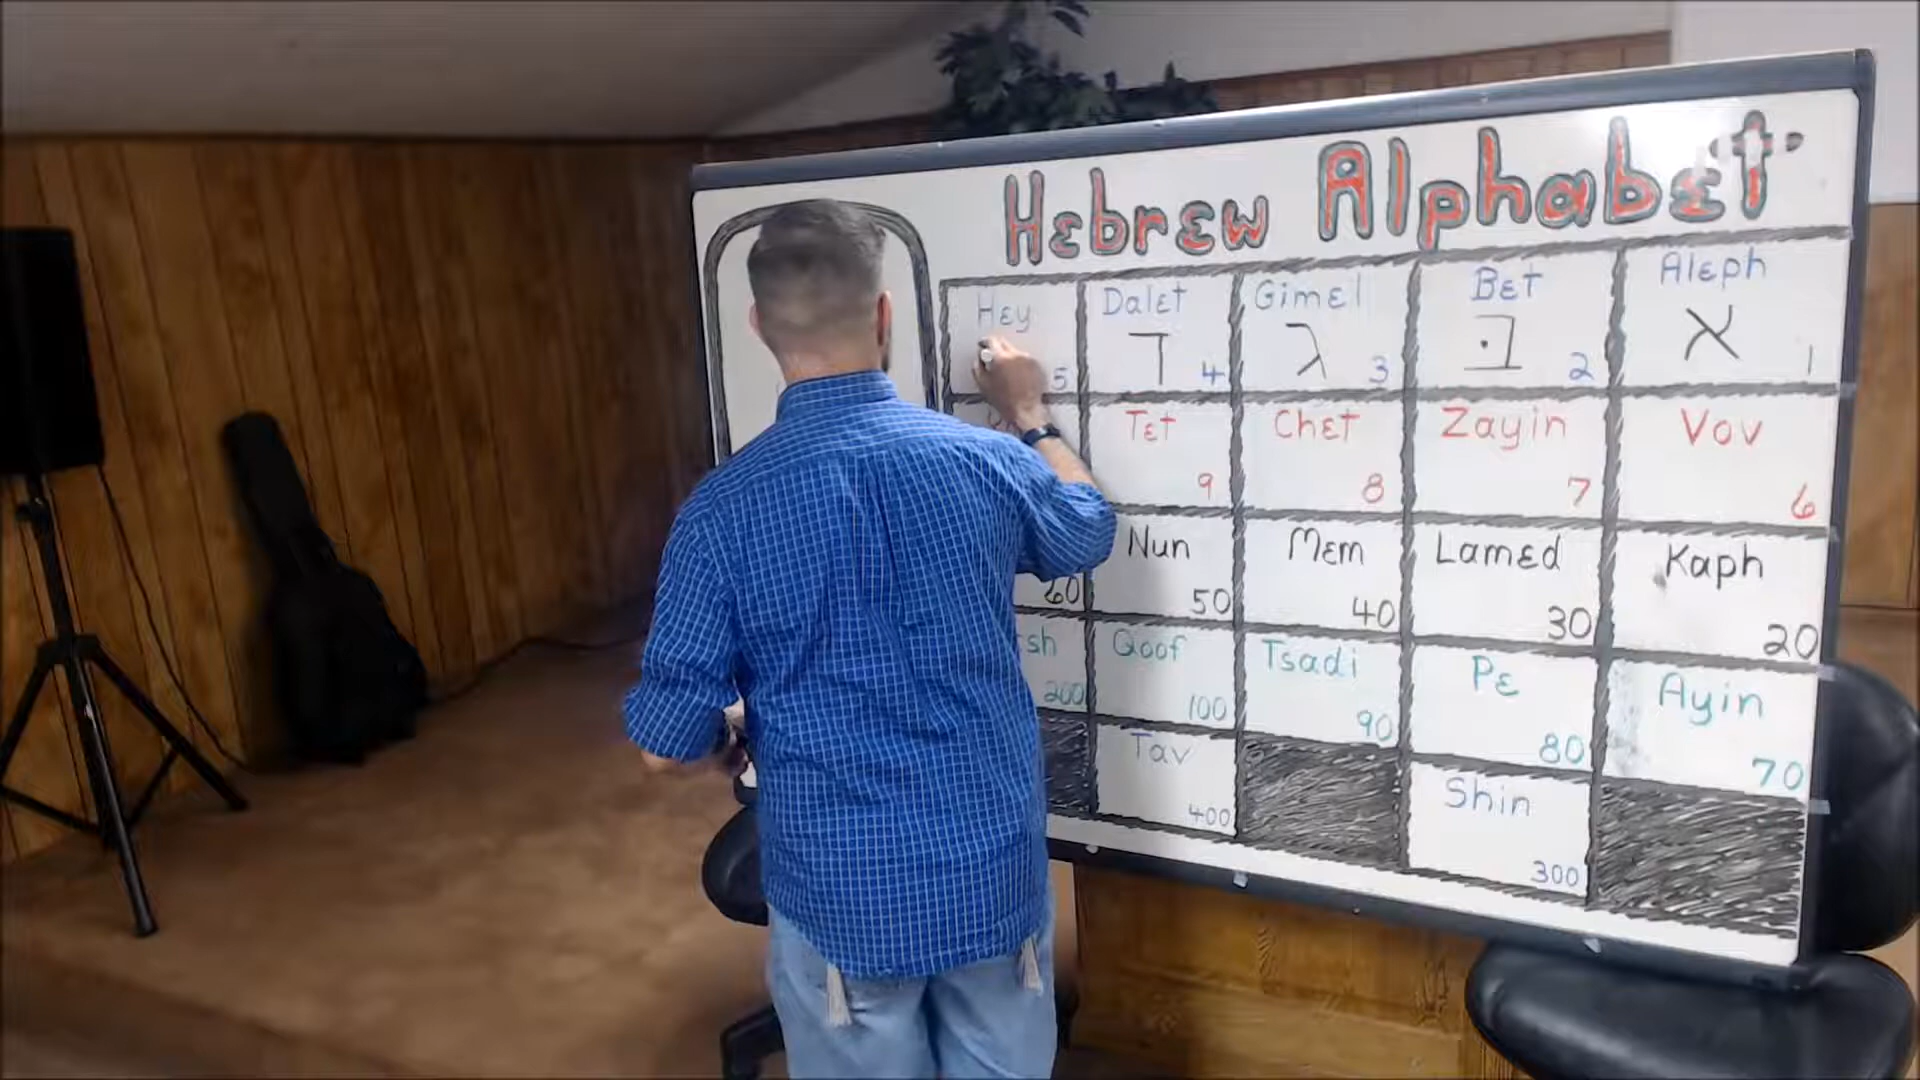 Hebrew Alphabet
Aleph
א
1
Bet
בּ
2
Gimel
ג
3
Dalet
ד
4
Hey
5
Vov
6
Zayin
7
Chet
8
Tet
9
Kaph
20
Lamed
30
Mem
40
Nun
50
60
Ayin
70
Pe
80
Tsadi
90
Qoof
100
200
Shin
300
Tav
400